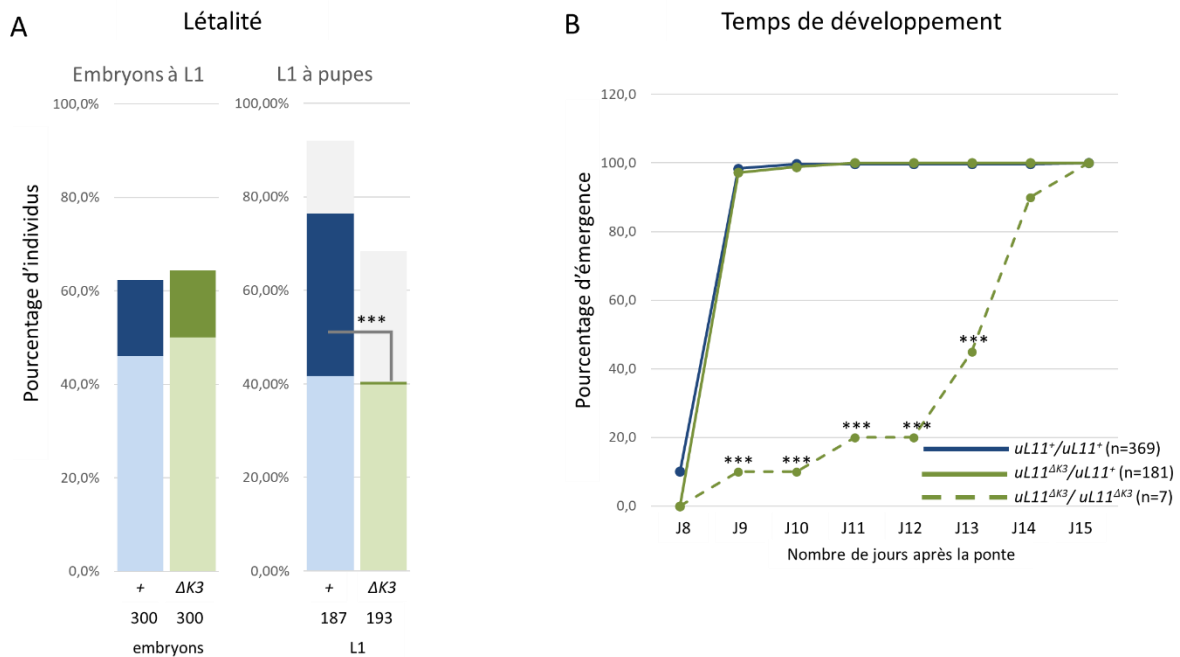 A
Létalité
Embryons à L1
L1 à pupes
Pourcentage d'individus
100,0%
80,0%
60,0%
40,0%
20,0%
0,0%
100,00%
80,00%
60,00%
40,00%
20,00%
0,00%
***
+ ΔK3
300 300
embryons
+ ΔK3
187 193
L1
B
Temps de développement
Pourcentage d'émergence
120,0
100,0
80,0
60,0
40,0
20,0
0,0
*** *** *** *** ***
uL11⁺/uL11⁺ (n=369)
uL11ᐞᴷ³/uL11⁺ (n=181)
uL11ᐞᴷ³/ uL11ᐞᴷ³ (n=7)
J8 J9 J10 J11 J12 J13 J14 J15
Nombre de jours après la ponte